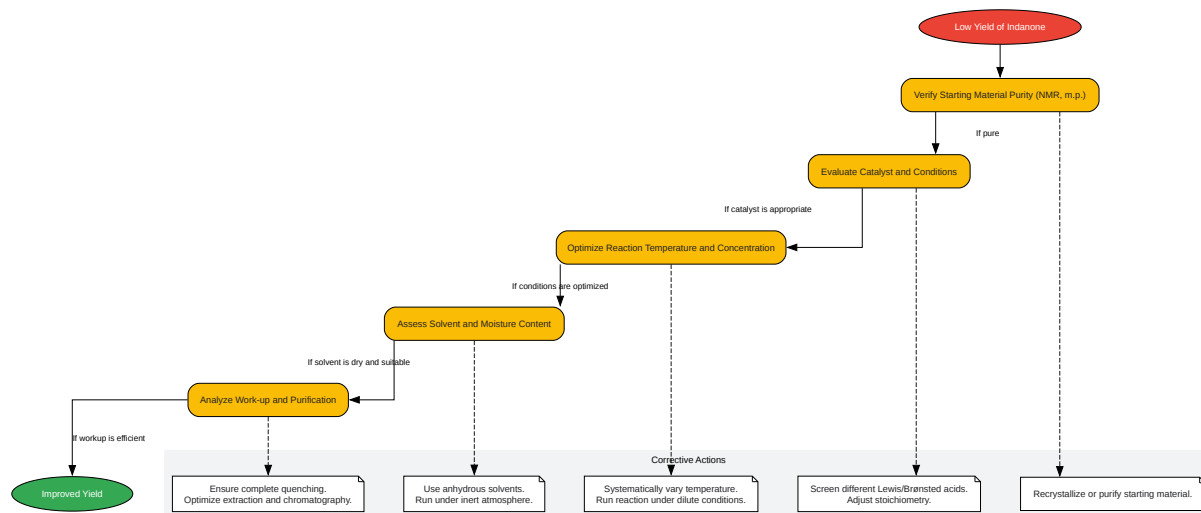 Low Yield of Indanone
Verify Starting Material Purity (NMR, m.p.)
If pure
Evaluate Catalyst and Conditions
If catalyst is appropriate
Optimize Reaction Temperature and Concentration
If conditions are optimized
Assess Solvent and Moisture Content
If solvent is dry and suitable
Analyze Work-up and Purification
If workup is efficient
Corrective Actions
Improved Yield
Ensure complete quenching.
Optimize extraction and chromatography.
Use anhydrous solvents.
Run under inert atmosphere.
Systematically vary temperature.
Run reaction under dilute conditions.
Screen different Lewis/Brønsted acids.
Adjust stoichiometry.
Recrystallize or purify starting material.